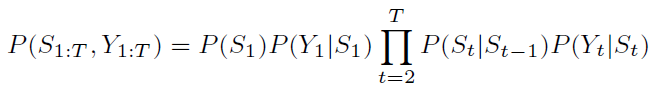 P(S_{1:T}, Y_{1:T}) = P(S_1)P(Y_1|S_1) \prod_{t=2}^{T} P(S_t|S_{t-1})P(Y_t|S_t)